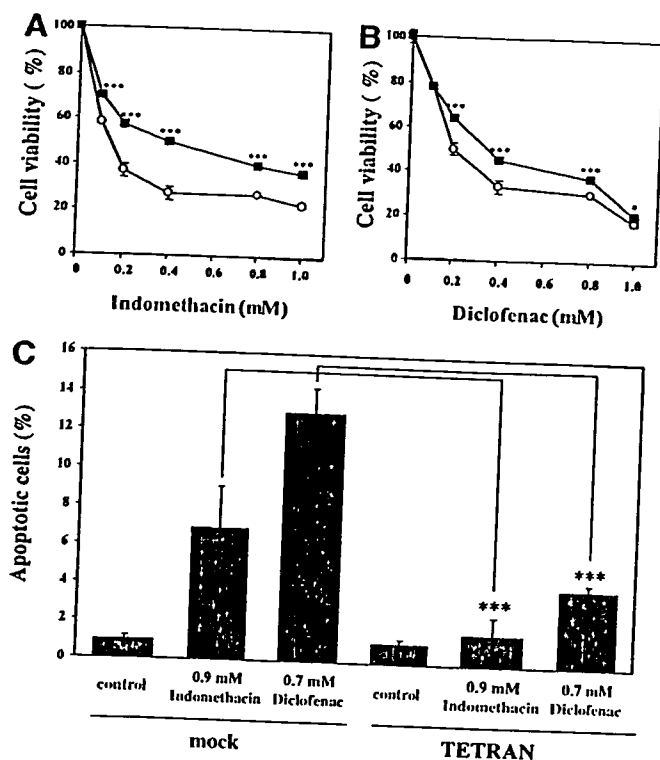 A
100
80
60
40
20
0
Cell viability (%)
***
***
***
***
***
0.2 0.4 0.6 0.8 1.0
Indomethacin (mM)
B
100
80
60
40
20
0
Cell viability (%)
***
***
***
*
0.2 0.4 0.6 0.8 1.0
Diclofenac (mM)
C
16
14
12
10
8
6
4
2
0
Apoptotic cells (%)
***
***
control
0.9 mM Indomethacin
0.7 mM Diclofenac
control
0.9 mM Indomethacin
0.7 mM Diclofenac
mock
TETRAN